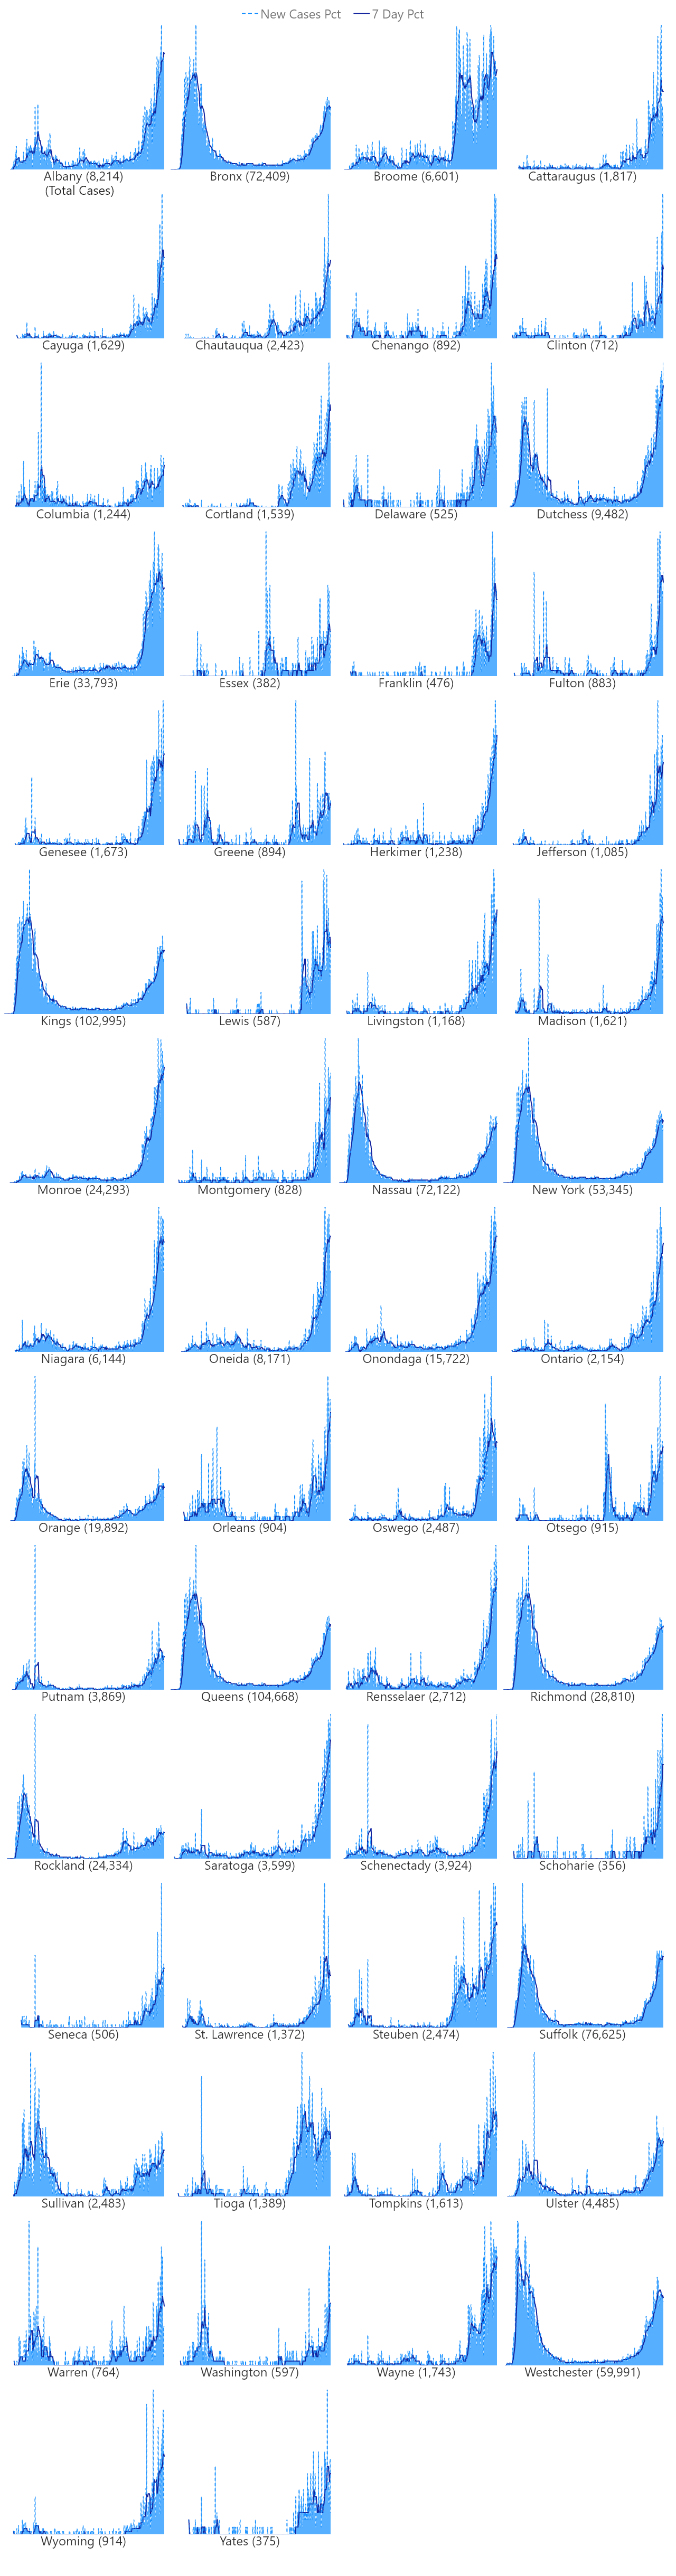 New Cases Pct 7 Day Pct
Albany (8,214) Bronx (72,409) Broome (6,601) Cattaraugus (1,817)
(Total Cases)
Cayuga (1,629) Chautauqua (2,423) Chenango (892) Clinton (712)
Columbia (1,244) Cortland (1,539) Delaware (525) Dutchess (9,482)
Erie (33,793) Essex (382) Franklin (476) Fulton (883)
Genesee (1,673) Greene (894) Herkimer (1,238) Jefferson (1,085)
Kings (102,995) Lewis (587) Livingston (1,168) Madison (1,621)
Monroe (24,293) Montgomery (828) Nassau (72,122) New York (53,345)
Niagara (6,144) Oneida (8,171) Onondaga (15,722) Ontario (2,154)
Orange (19,892) Orleans (904) Oswego (2,487) Otsego (915)
Putnam (3,869) Queens (104,668) Rensselaer (2,712) Richmond (28,810)
Rockland (24,334) Saratoga (3,599) Schenectady (3,924) Schoharie (356)
Seneca (506) St. Lawrence (1,372) Steuben (2,474) Suffolk (76,625)
Sullivan (2,483) Tioga (1,389) Tompkins (1,613) Ulster (4,485)
Warren (764) Washington (597) Wayne (1,743) Westchester (59,991)
Wyoming (914) Yates (375)